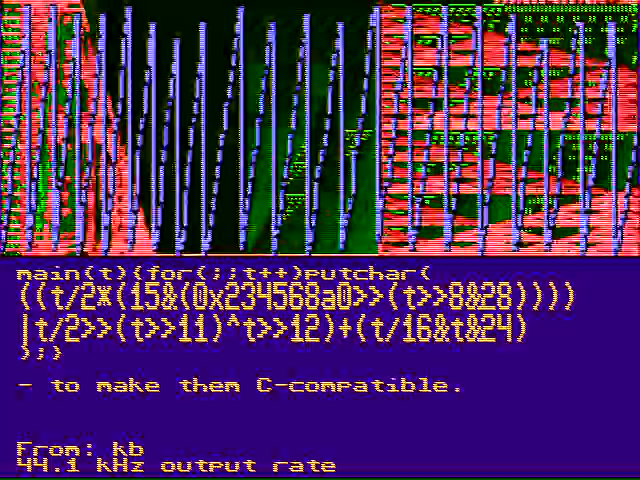 main(t){for(;;t++)putchar(
((t/2*(15&(0x234568a0>>(t>>8&28))))
|t/2>>(t>>11)^t>>12)+(t/16&t&24)
);}
- to make them C-compatible.
From: kb
44.1 kHz output rate